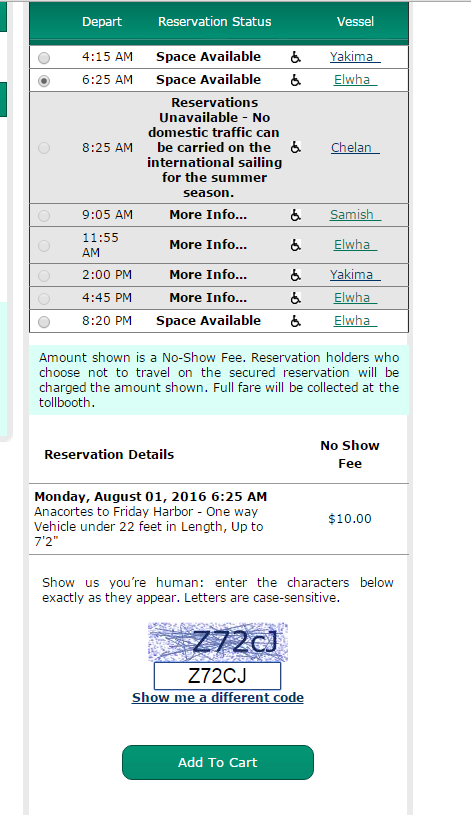 Depart Reservation Status Vessel
4:15 AM Space Available Yakima
6:25 AM Space Available Elwha
Reservations
Unavailable - No
domestic traffic can
8:25 AM be carried on the Chelan
international sailing
for the summer
season.
9:05 AM More Info... Samish
11:55
AM More Info... Elwha
2:00 PM More Info... Yakima
4:45 PM More Info... Elwha
8:20 PM Space Available Elwha
Amount shown is a No-Show Fee. Reservation holders who
choose not to travel on the secured reservation will be
charged the amount shown. Full fare will be collected at the
tollbooth.
Reservation Details No Show
Fee
Monday, August 01, 2016 6:25 AM
Anacortes to Friday Harbor - One way
Vehicle under 22 feet in Length, Up to
7'2"
$10.00
Show us you're human: enter the characters below
exactly as they appear. Letters are case-sensitive.
Z72cJ
Z72CJ
Show me a different code
Add To Cart